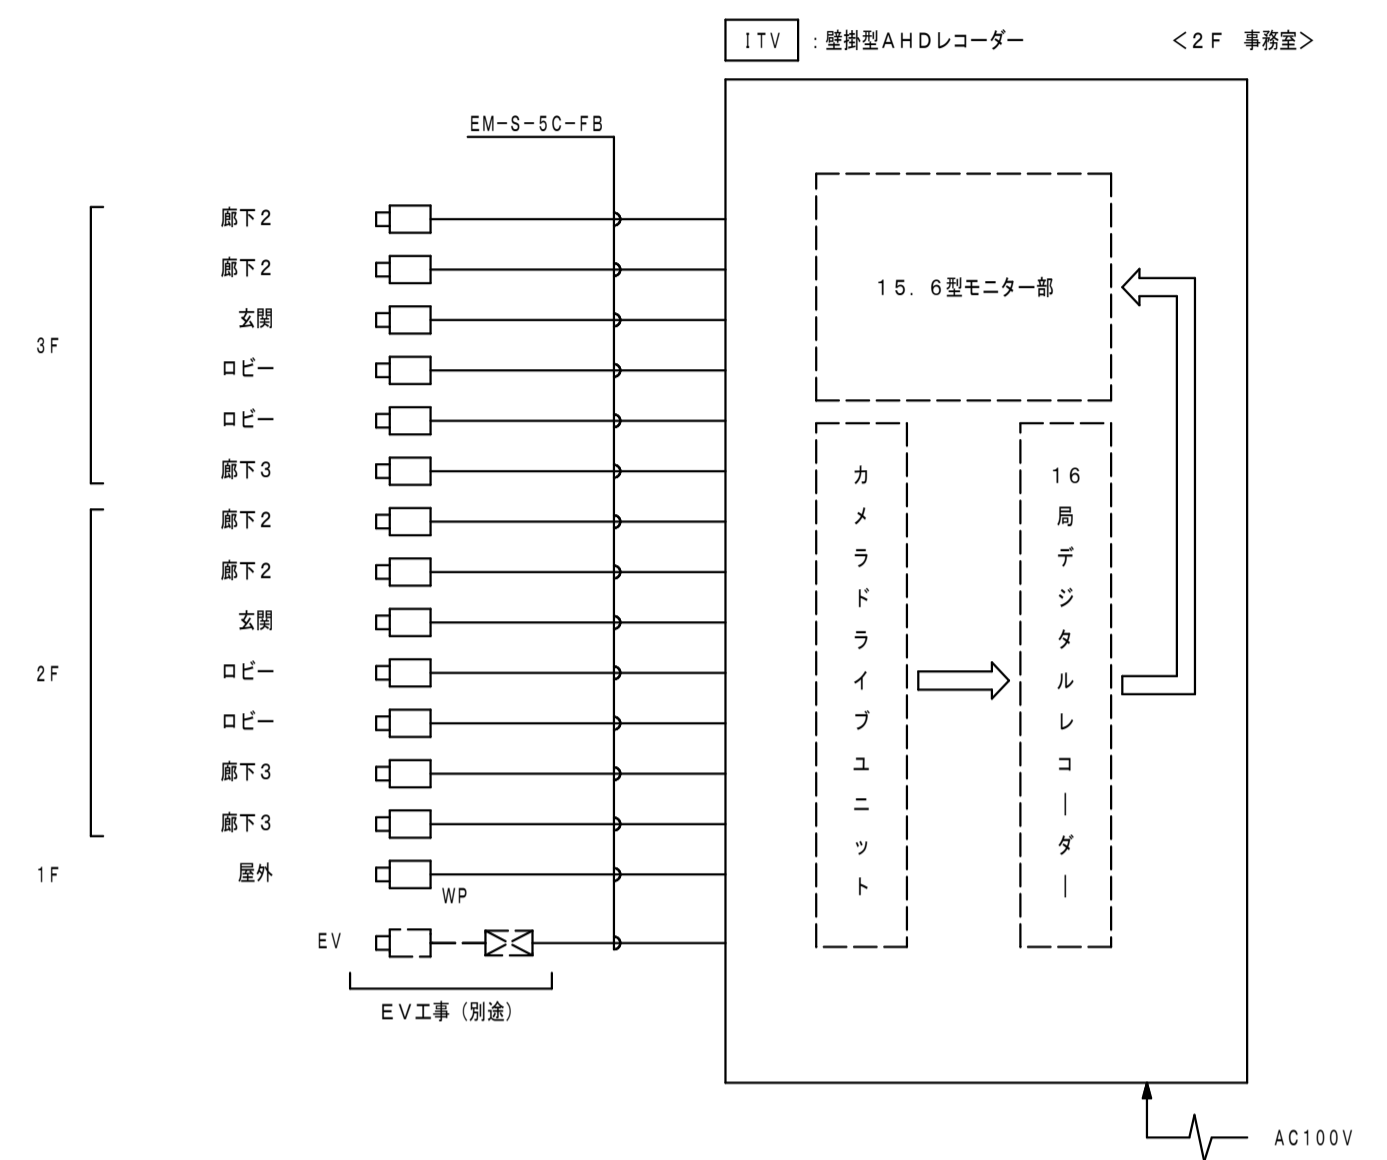 ITV :壁掛型AHDレコーダー <2F 事務室>
EM-S-5C-FB
廊下2
廊下2
玄関
15.6型モニター部
3F
ロビー
ロビー
廊下3
廊下2
廊下2
玄関
2F
ロビー
ロビー
廊下3
廊下3
1F
屋外
WP
カメラドライブユニット
16局デジタルレコーダー
EV
EV工事(別途)
AC100V